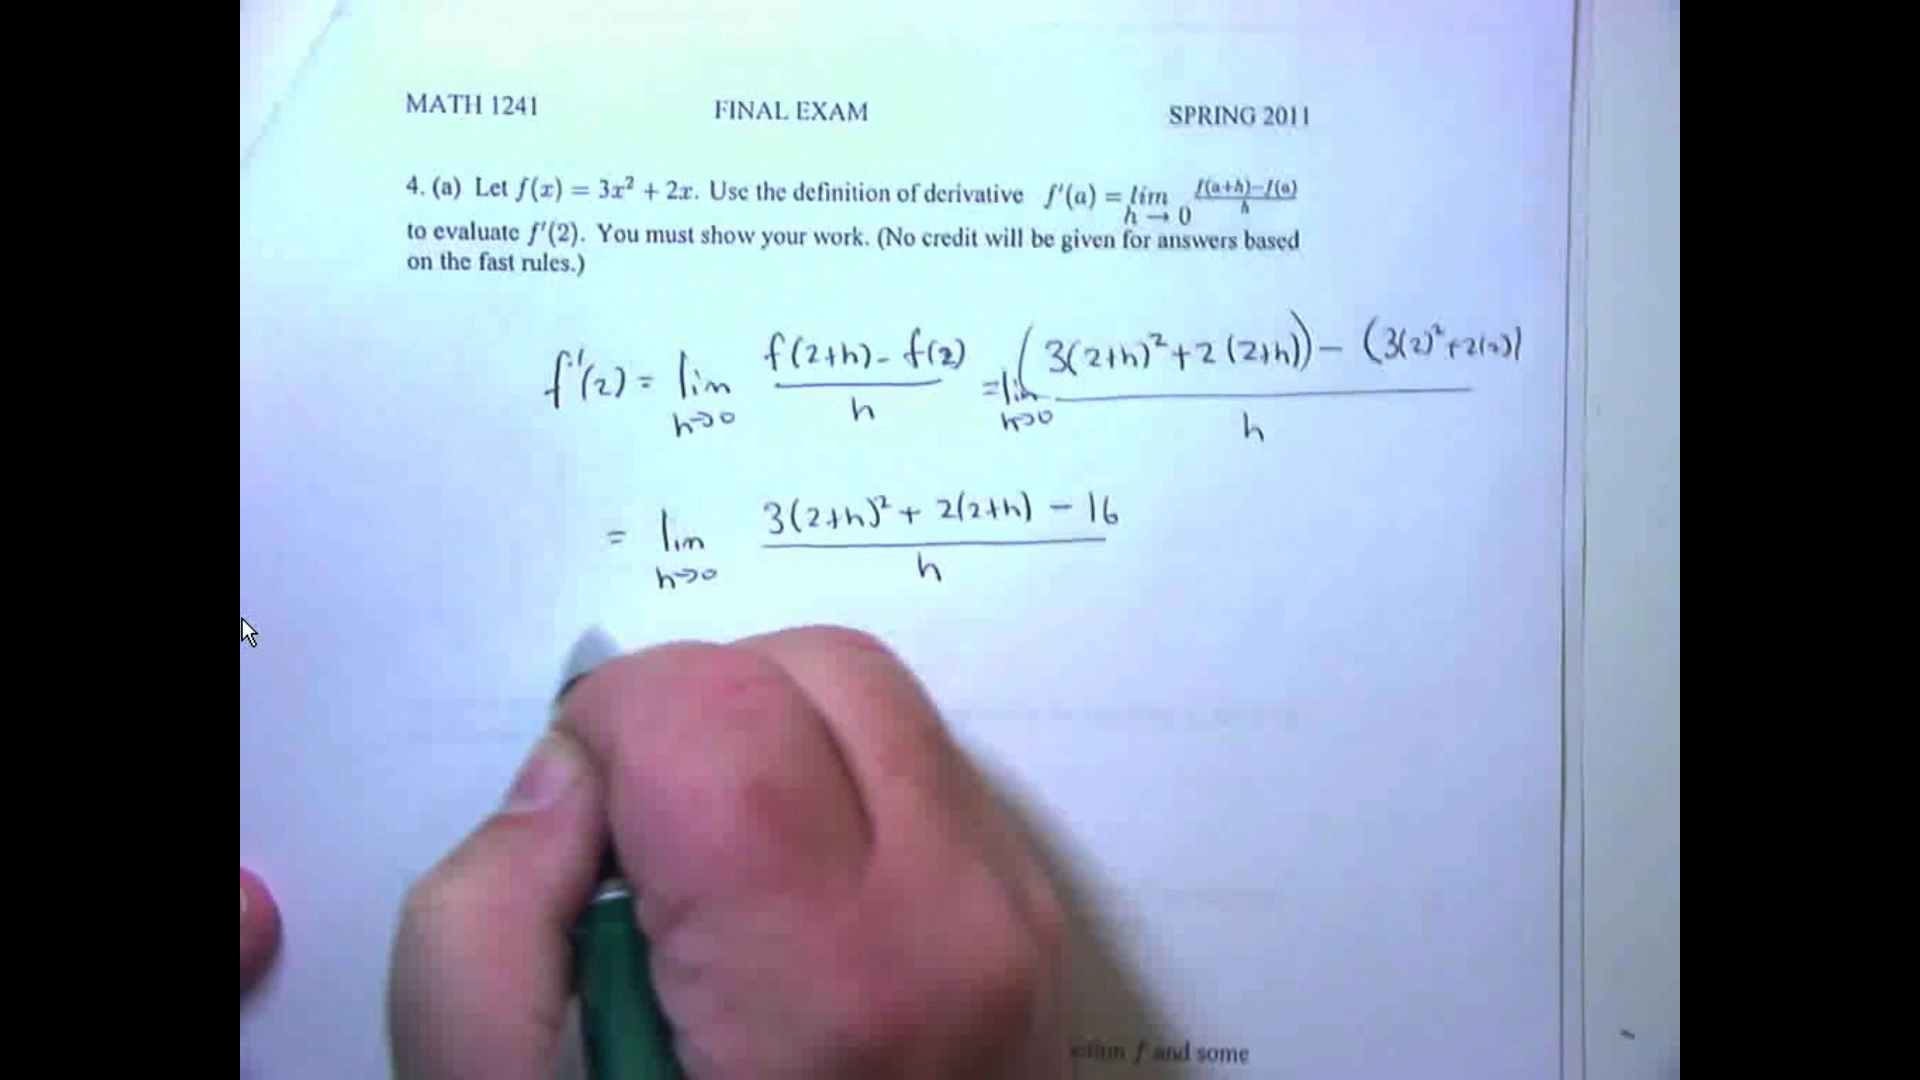 MATH 1241 FINAL EXAM SPRING 2011
4. (a) Let f(x) = 3x² + 2x. Use the definition of derivative f'(a) = lim h → 0 f(a+h)−f(a) / h
to evaluate f'(2). You must show your work. (No credit will be given for answers based
on the fast rules.)
f'(2) = lim h→0 f(2+h) - f(2) / h = lim h→0 (3(2+h)² + 2(2+h)) - (3(2)² + 2(2)) / h
= lim h→0 3(2+h)² + 2(2+h) - 16 / h
f and some